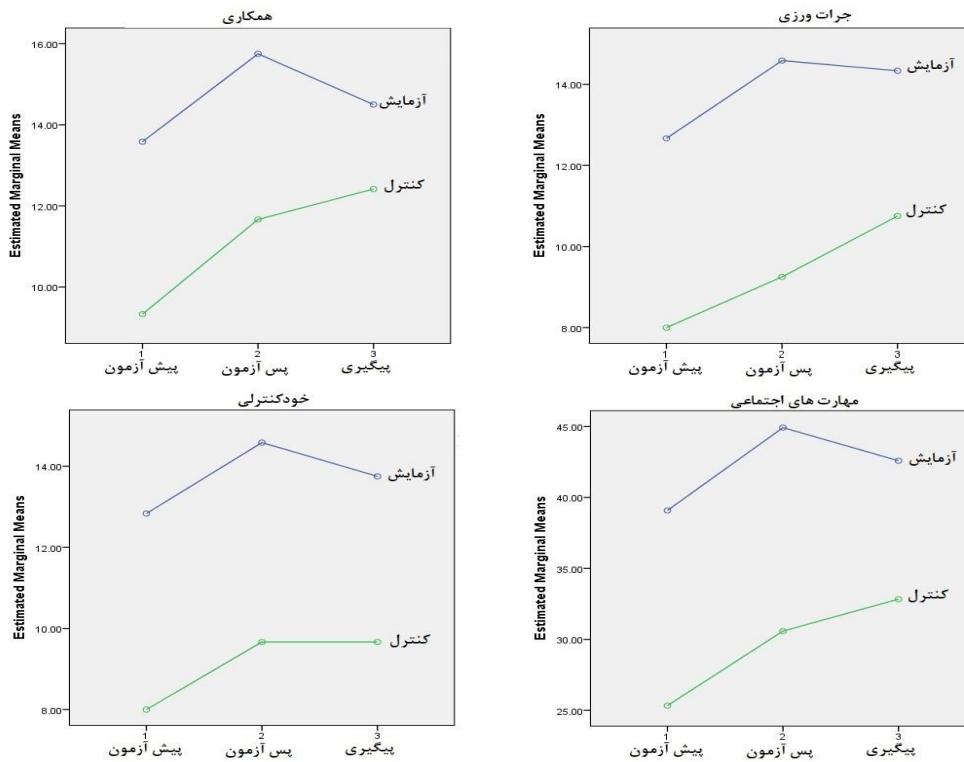 همکاری
16.00
14.00
12.00
10.00
Estimated Marginal Means
آزمایش
کنترل
1
2
3
پیش آزمون
پس آزمون
پیگیری
جرات ورزی
14.00
12.00
10.00
8.00
Estimated Marginal Means
آزمایش
کنترل
1
2
3
پیش آزمون
پس آزمون
پیگیری
خودکنترلی
14.00
12.00
10.00
8.00
Estimated Marginal Means
آزمایش
کنترل
1
2
3
پیش آزمون
پس آزمون
پیگیری
مهارت های اجتماعی
45.00
40.00
35.00
30.00
25.00
Estimated Marginal Means
آزمایش
کنترل
1
2
3
پیش آزمون
پس آزمون
پیگیری